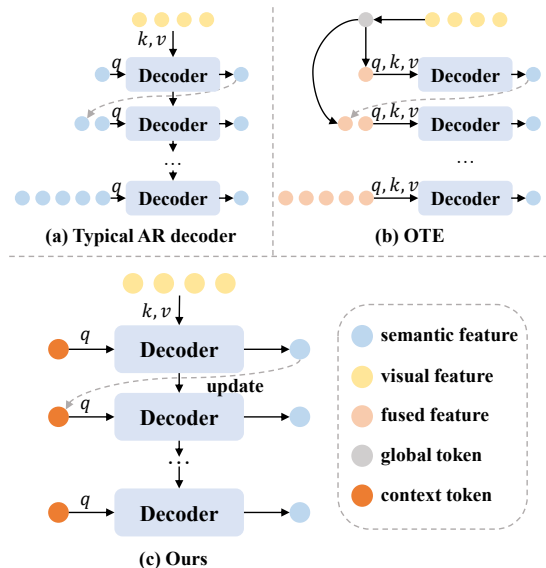 k, v
q
Decoder
q
Decoder
...
q
Decoder
(a) Typical AR decoder
q, k, v
Decoder
q, k, v
Decoder
...
q, k, v
Decoder
(b) OTE
k, v
q
Decoder
update
q
Decoder
...
q
Decoder
(c) Ours
semantic feature
visual feature
fused feature
global token
context token